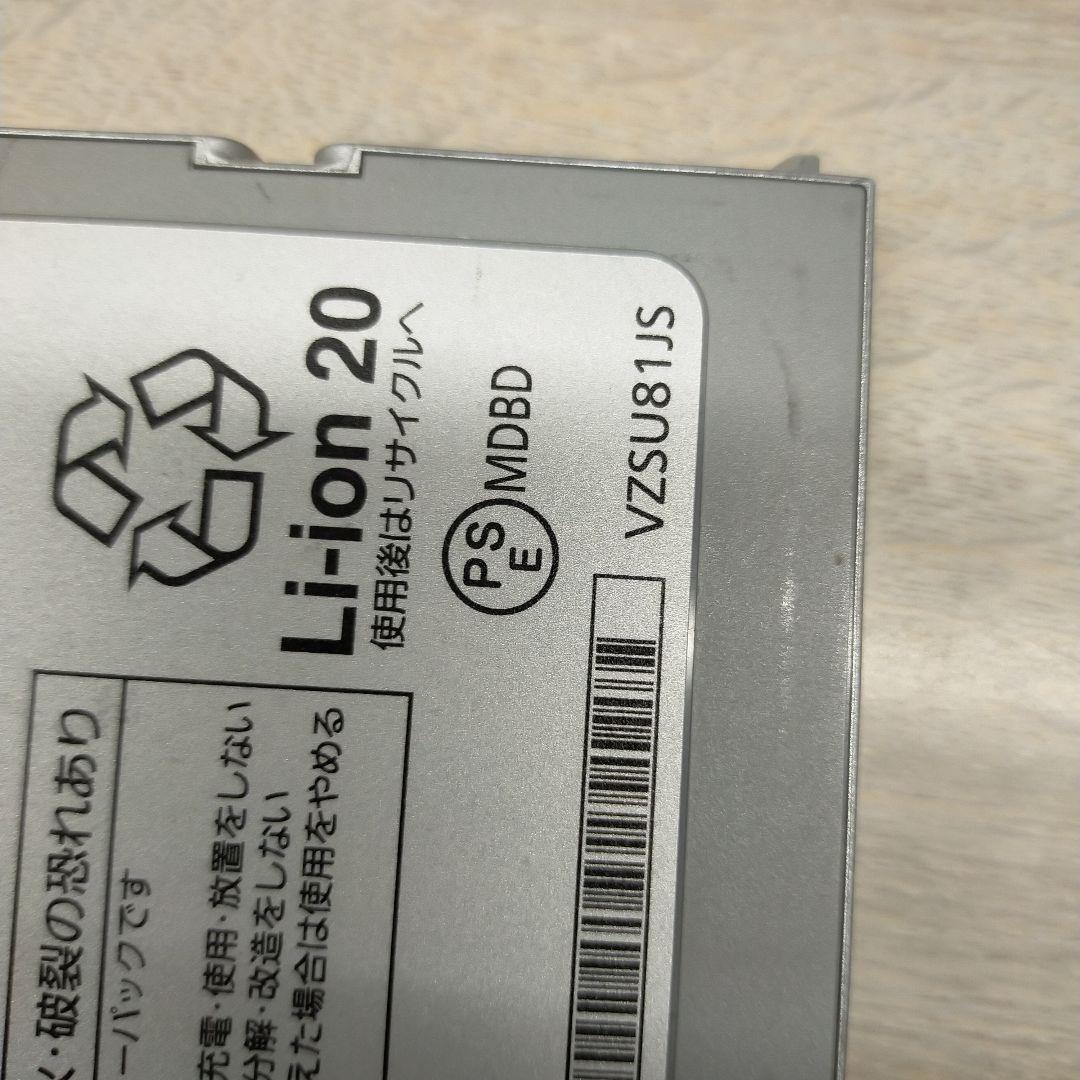 Li-ion 20
使用後はリサイクルへ
PS
E
MDBD
VZSU81JS
・破裂の恐れあり
ーパックです
充電・使用・放置をしない
分解・改造をしない
えた場合は使用をやめる